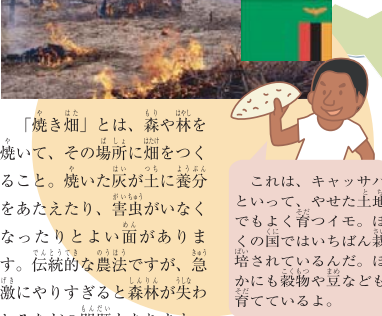 「焼き畑」とは、森や林を
焼いて、その場所に畑をつく
ること。焼いた灰が土に養分
をあたえたり、害虫がいなく
なったりとよい面がありま
す。伝統的な農法ですが、急
激にやりすぎると森林が失わ
これは、キャッサバ
といって、やせた土地
でもよく育つイモ。ぼ
くの国ではいちばん栽
培されているんだ。ほ
かにも穀物や豆なども
育てているよ。